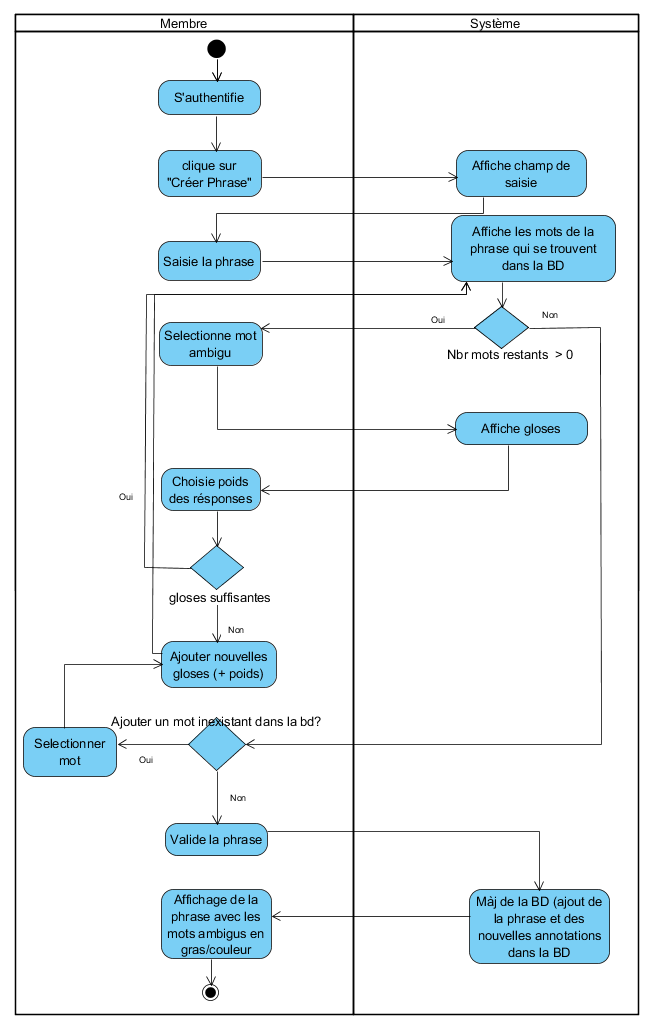 Membre
Système
S'authentifie
clique sur
"Créer Phrase"
Affiche champ de
saisie
Saisie la phrase
Affiche les mots de la
phrase qui se trouvent
dans la BD
Oui
Non
Selectionne mot
ambigu
Nbr mots restants > 0
Affiche gloses
Choisie poids
des résponses
Oui
gloses suffisantes
Non
Ajouter nouvelles
gloses (+ poids)
Ajouter un mot inexistant dans la bd?
Selectionner
mot
Oui
Non
Valide la phrase
Affichage de la
phrase avec les
mots ambigus en
gras/couleur
Màj de la BD (ajout de
la phrase et des
nouvelles annotations
dans la BD